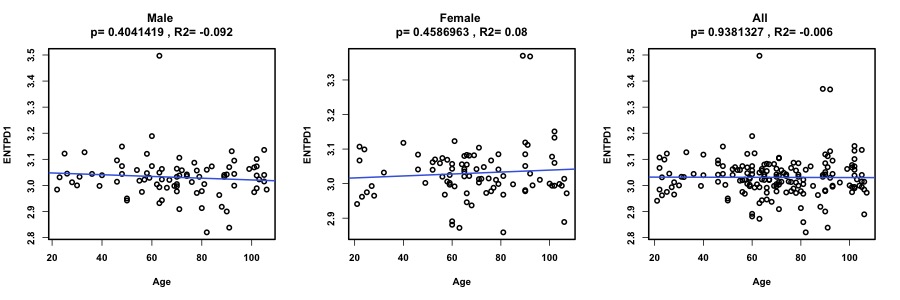 Male
p= 0.4041419 , R2= -0.092
ENTPD1
3.5
3.4
3.3
3.2
3.1
3.0
2.9
2.8
20 40 60 80 100
Age
Female
p= 0.4586963 , R2= 0.08
ENTPD1
3.3
3.2
3.1
3.0
2.9
20 40 60 80 100
Age
All
p= 0.9381327 , R2= -0.006
ENTPD1
3.5
3.4
3.3
3.2
3.1
3.0
2.9
2.8
20 40 60 80 100
Age